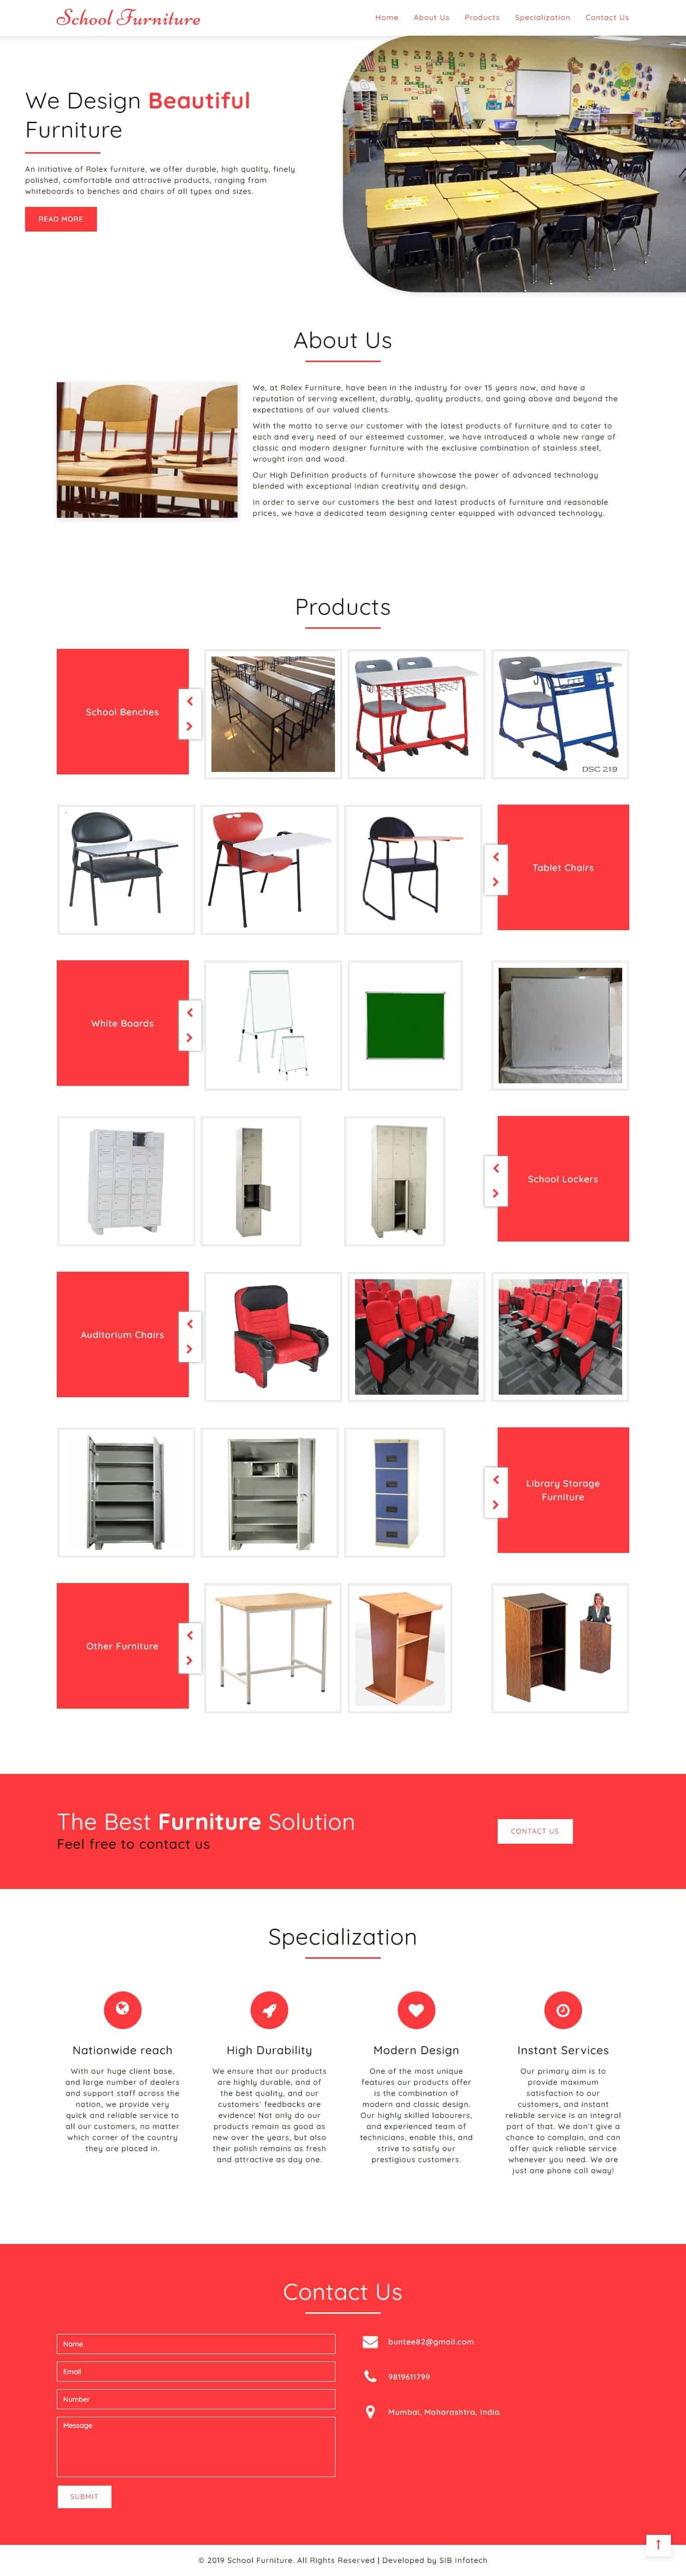 School Furniture
Home About Us Products Specialization Contact Us
We Design Beautiful
Furniture
An initiative of Rolex furniture, we offer durable, high quality, finely
polished, comfortable and attractive products, ranging from
whiteboards to benches and chairs of all types and sizes.
READ MORE
About Us
We, at Rolex Furniture, have been in the industry for over 15 years now, and have a
reputation of serving excellent, durably, quality products, and going above and beyond the
expectations of our valued clients.
With the motto to serve our customer with the latest products of furniture and to cater to
each and every need of our esteemed customer, we have introduced a whole new range of
classic and modern designer furniture with the exclusive combination of stainless steel,
wrought iron and wood.
Our High Definition products of furniture showcase the power of advanced technology
blended with exceptional Indian creativity and design.
In order to serve our customers the best and latest products of furniture and reasonable
prices, we have a dedicated team designing center equipped with advanced technology.
Products
School Benches
DSC 219
Tablet Chairs
White Boards
School Lockers
Auditorium Chairs
Library Storage
Furniture
Other Furniture
The Best Furniture Solution
Feel free to contact us
CONTACT US
Specialization
Nationwide reach
With our huge client base,
and large number of dealers
and support staff across the
nation, we provide very
quick and reliable service to
all our customers, no matter
which corner of the country
they are placed in.
High Durability
We ensure that our products
are highly durable, and of
the best quality, and our
customers' feedbacks are
evidence! Not only do our
products remain as good as
new over the years, but also
their polish remains as fresh
and attractive as day one.
Modern Design
One of the most unique
features our products offer
is the combination of
modern and classic design.
Our highly skilled labourers,
and experienced team of
technicians, enable this, and
strive to satisfy our
prestigious customers.
Instant Services
Our primary aim is to
provide maximum
satisfaction to our
customers, and instant
reliable service is an integral
part of that. We don't give a
chance to complain, and can
offer quick reliable service
whenever you need. We are
just one phone call away!
Contact Us
Name
Email
Number
Message
SUBMIT
buntee82@gmail.com
9819611799
Mumbai, Maharashtra, India.
© 2019 School Furniture. All Rights Reserved | Developed by SIB Infotech